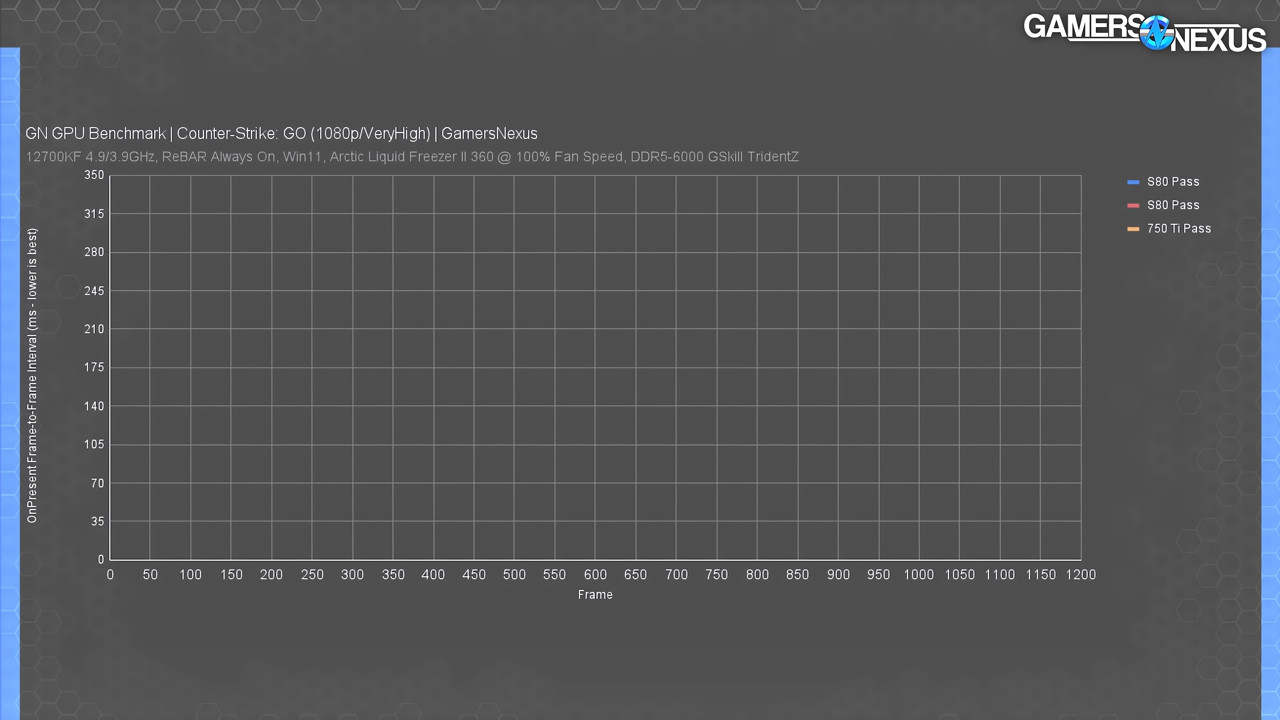 GAMERS NEXUS
GN GPU Benchmark | Counter-Strike: GO (1080p/VeryHigh) | GamersNexus
12700KF 4.9/3.9GHz, ReBAR Always On, Win11, Arctic Liquid Freezer II 360 @ 100% Fan Speed, DDR5-6000 GSkill TridentZ
OnPresent Frame-to-Frame Interval (ms - lower is best)
350
315
280
245
210
175
140
105
70
35
0
0 50 100 150 200 250 300 350 400 450 500 550 600 650 700 750 800 850 900 950 1000 1050 1100 1150 1200
Frame
S80 Pass
S80 Pass
750 Ti Pass